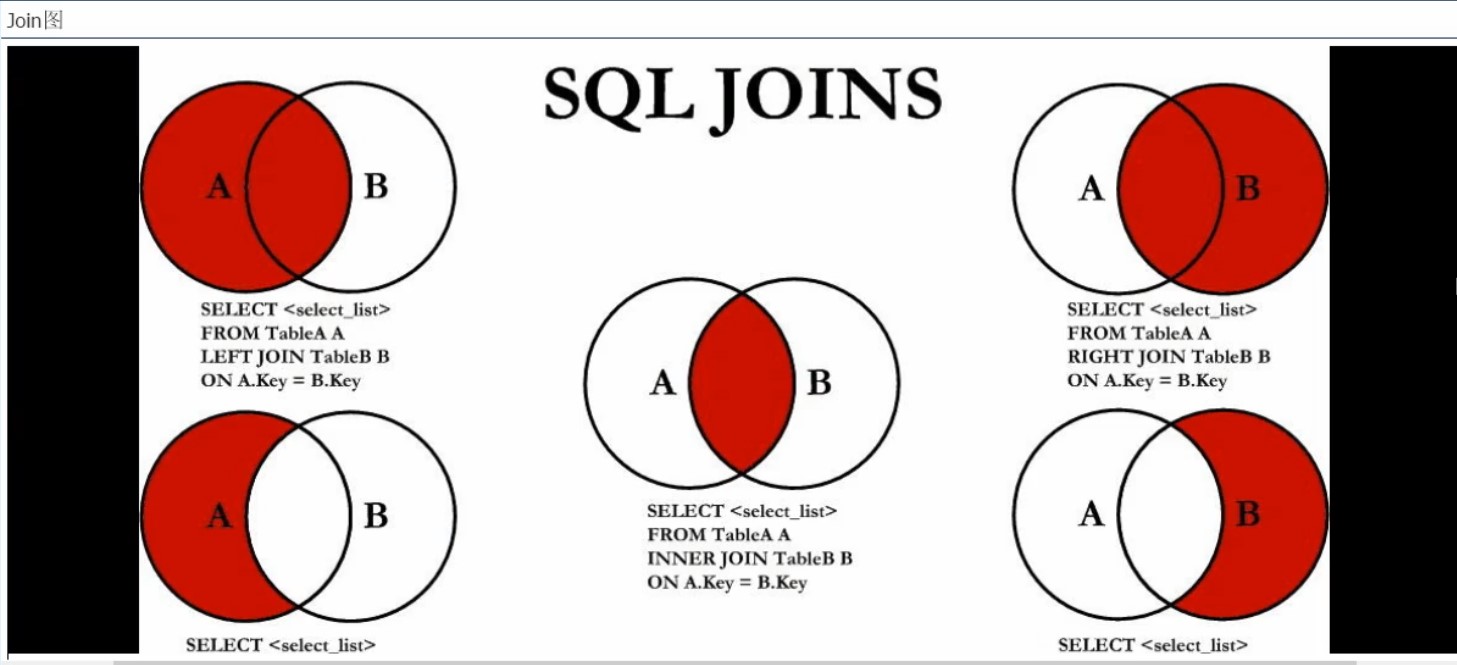 Join图
SQL JOINS
A
B
SELECT <select_list>
FROM TableA A
LEFT JOIN TableB B
ON A.Key = B.Key
A
B
SELECT <select_list>
FROM TableA A
RIGHT JOIN TableB B
ON A.Key = B.Key
A
B
SELECT <select_list>
FROM TableA A
INNER JOIN TableB B
ON A.Key = B.Key
A
B
SELECT <select_list>
A
B
SELECT <select_list>